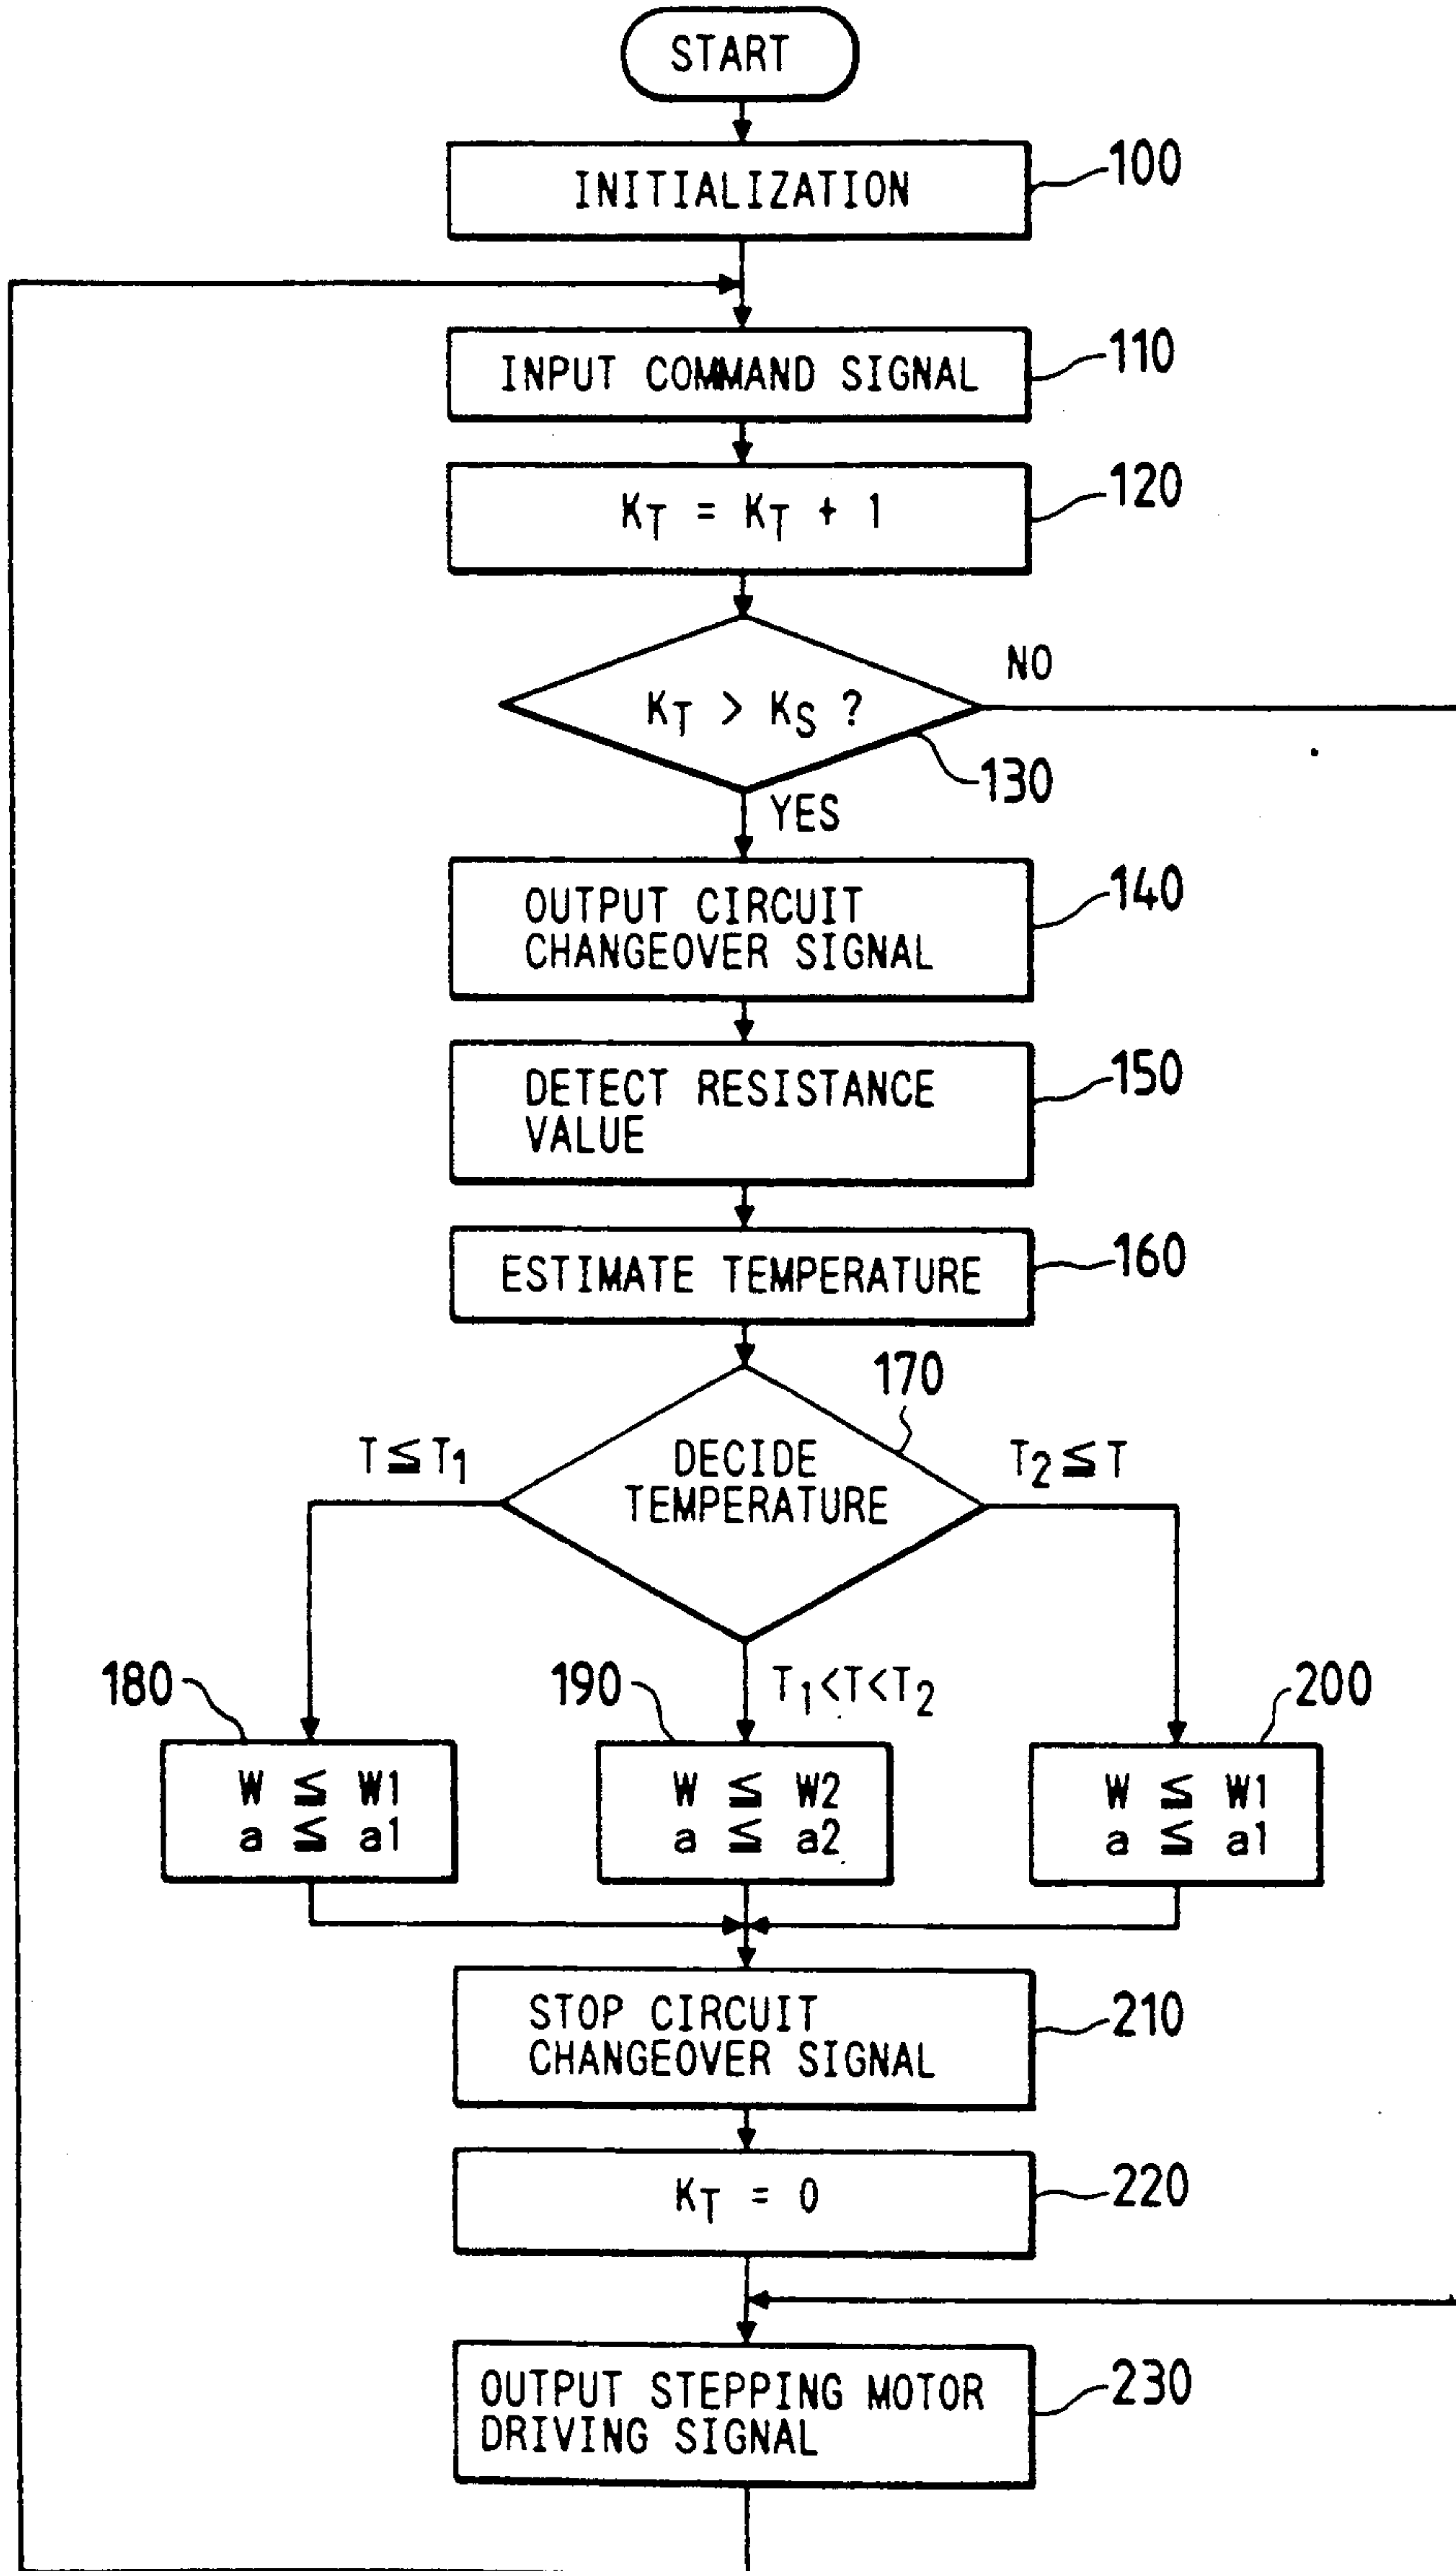 START
INITIALIZATION
100
INPUT COMMAND SIGNAL
110
KT = KT + 1
120
KT > KS ?
NO
130
YES
OUTPUT CIRCUIT
CHANGEOVER SIGNAL
140
DETECT RESISTANCE
VALUE
150
ESTIMATE TEMPERATURE
160
170
T ≦ T1
DECIDE
TEMPERATURE
T2 ≦ T
T1 < T < T2
180
W ≦ W1
a ≦ a1
190
W ≦ W2
a ≦ a2
200
W ≦ W1
a ≦ a1
STOP CIRCUIT
CHANGEOVER SIGNAL
210
KT = 0
220
OUTPUT STEPPING MOTOR
DRIVING SIGNAL
230